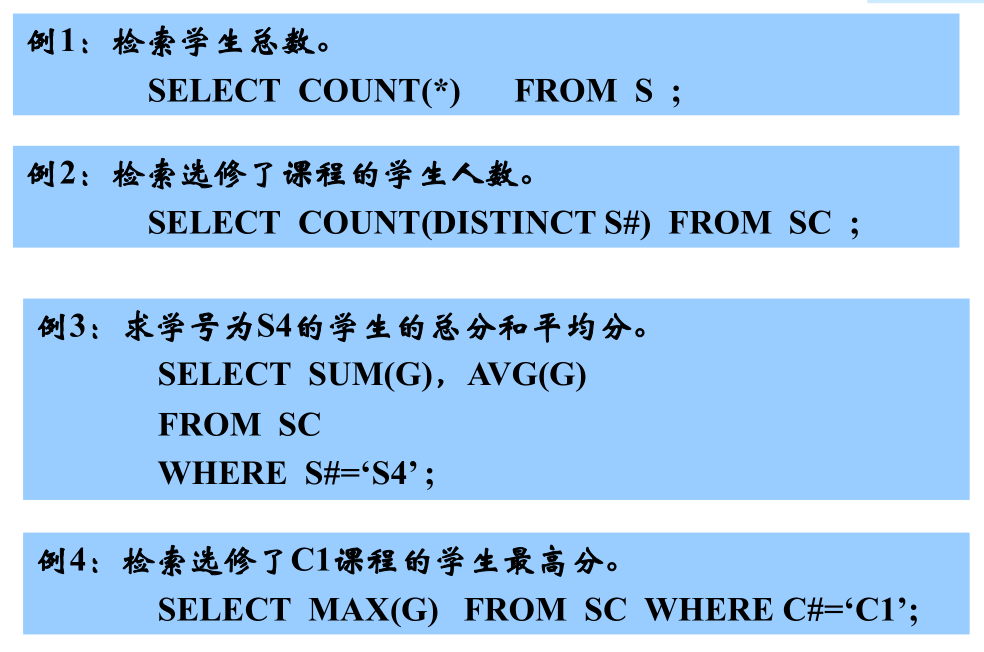 例1：检索学生总数。
SELECT COUNT(*) FROM S ;
例2：检索选修了课程的学生人数。
SELECT COUNT(DISTINCT S#) FROM SC ;
例3：求学号为S4的学生的总分和平均分。
SELECT SUM(G)，AVG(G)
FROM SC
WHERE S#=‘S4’;
例4：检索选修了C1课程的学生最高分。
SELECT MAX(G) FROM SC WHERE C#=‘C1’;